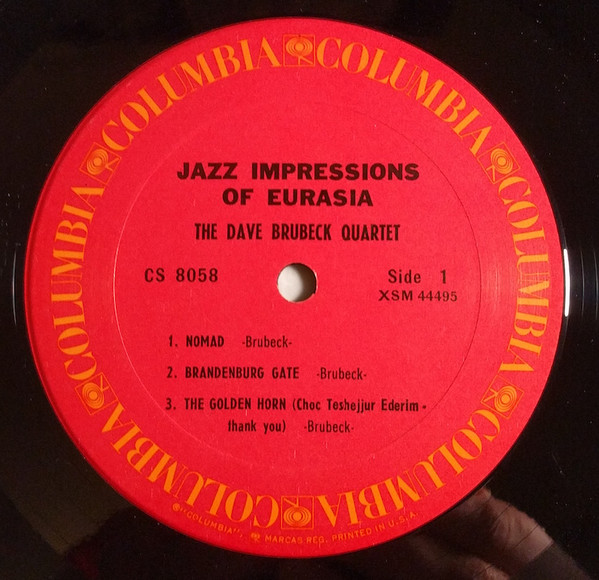 COLUMBIA COLUMBIA COLUMBIA COLUMBIA COLUMBIA COLUMBIA COLUMBIA
JAZZ IMPRESSIONS
OF EURASIA
THE DAVE BRUBECK QUARTET
CS 8058
Side 1
XSM 44495
1. NOMAD -Brubeck-
2. BRANDENBURG GATE -Brubeck-
3. THE GOLDEN HORN (Choc Teshejjur Ederim -
thank you) -Brubeck-
® "COLUMBIA", MARCAS REG. PRINTED IN U.S.A.